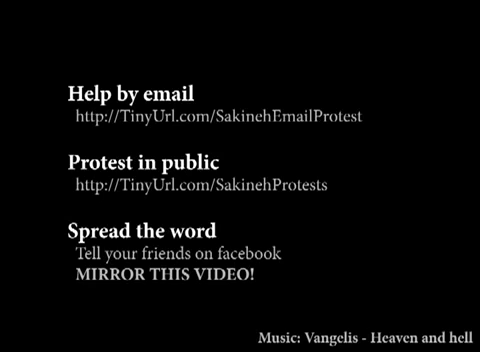 Help by email
http://TinyUrl.com/SakinehEmailProtest
Protest in public
http://TinyUrl.com/SakinehProtests
Spread the word
Tell your friends on facebook
MIRROR THIS VIDEO!
Music: Vangelis - Heaven and hell